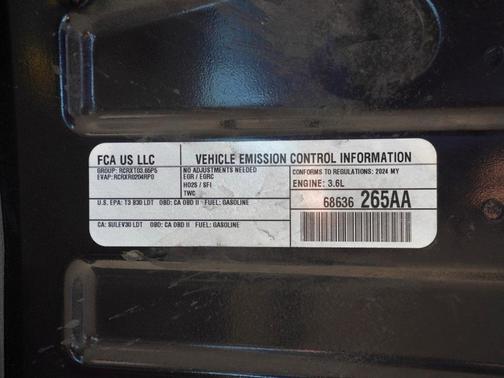 FCA US LLC
VEHICLE EMISSION CONTROL INFORMATION
GROUP: RCRXT03.65P5
EVAP: RCRXR0204RP0
NO ADJUSTMENTS NEEDED
EGR / EGRC
HO2S / SFI
TWC
CONFORMS TO REGULATIONS: 2024 MY
ENGINE: 3.6L
68636 265AA
U.S. EPA: T3 B30 LDT OBD: CA OBD II FUEL: GASOLINE
CA: SULEV30 LDT OBD: CA OBD II FUEL: GASOLINE